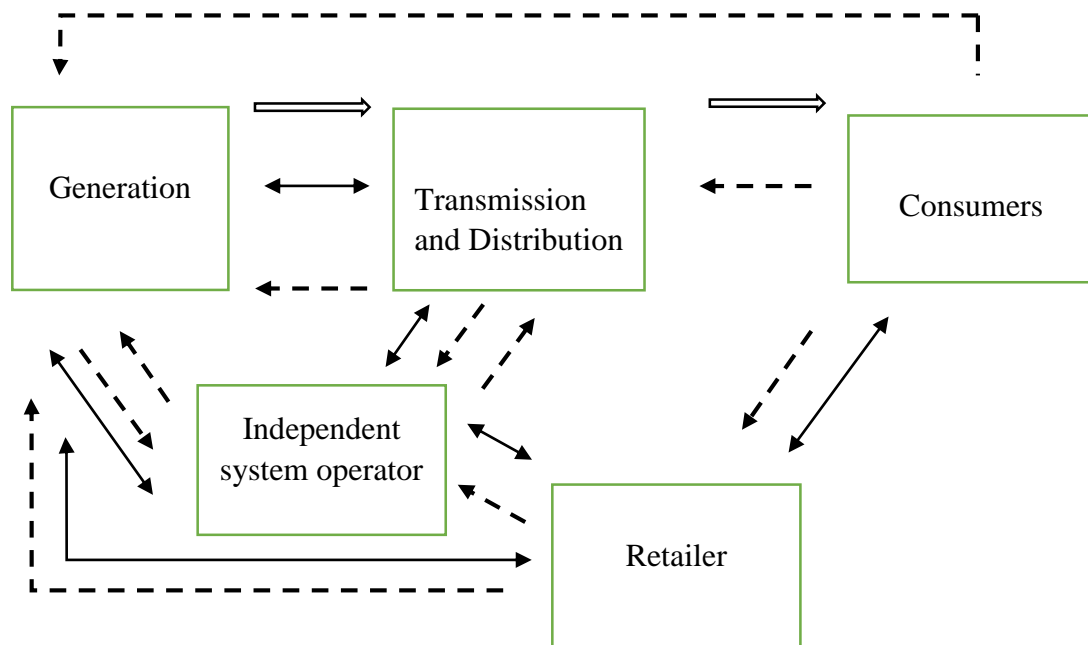 Generation
Transmission
and Distribution
Consumers
Independent
system operator
Retailer